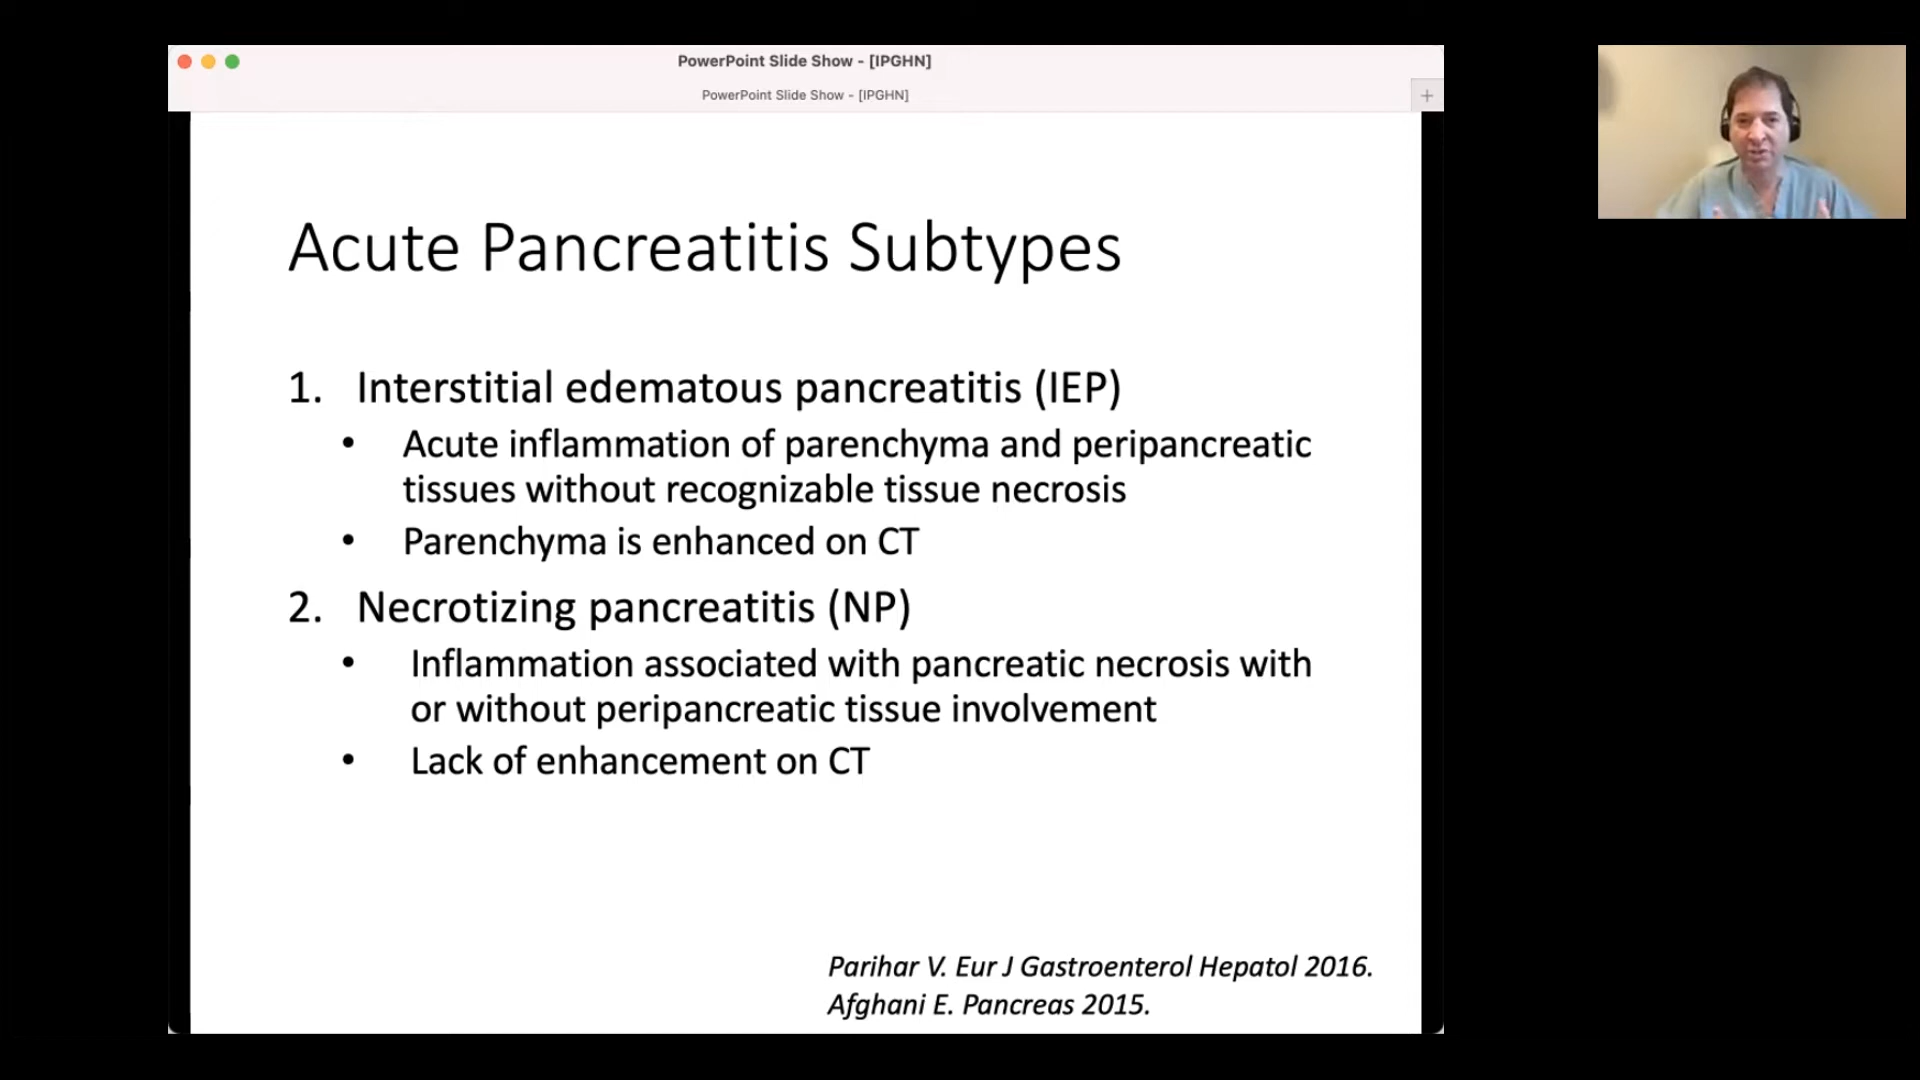 PowerPoint Slide Show - [IPGHN]
PowerPoint Slide Show - [IPGHN]
+
Acute Pancreatitis Subtypes
1. Interstitial edematous pancreatitis (IEP)
• Acute inflammation of parenchyma and peripancreatic
tissues without recognizable tissue necrosis
• Parenchyma is enhanced on CT
2. Necrotizing pancreatitis (NP)
• Inflammation associated with pancreatic necrosis with
or without peripancreatic tissue involvement
• Lack of enhancement on CT
Parihar V. Eur J Gastroenterol Hepatol 2016.
Afghani E. Pancreas 2015.